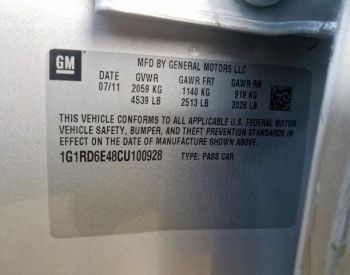 GM
MFD BY GENERAL MOTORS LLC
DATE GVWR GAWR FRT GAWR RR
07/11 2059 KG 1140 KG 919 KG
4539 LB 2513 LB 2026 LB
THIS VEHICLE CONFORMS TO ALL APPLICABLE U.S. FEDERAL MOTOR
VEHICLE SAFETY, BUMPER, AND THEFT PREVENTION STANDARDS IN
EFFECT ON THE DATE OF MANUFACTURE SHOWN ABOVE.
1G1RD6E48CU100928 TYPE: PASS CAR